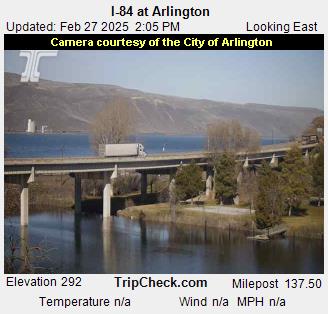 I-84 at Arlington
Updated: Feb 27 2025 2:05 PM Looking East
Camera courtesy of the City of Arlington
Elevation 292 TripCheck.com Milepost 137.50
Temperature n/a Wind n/a MPH n/a